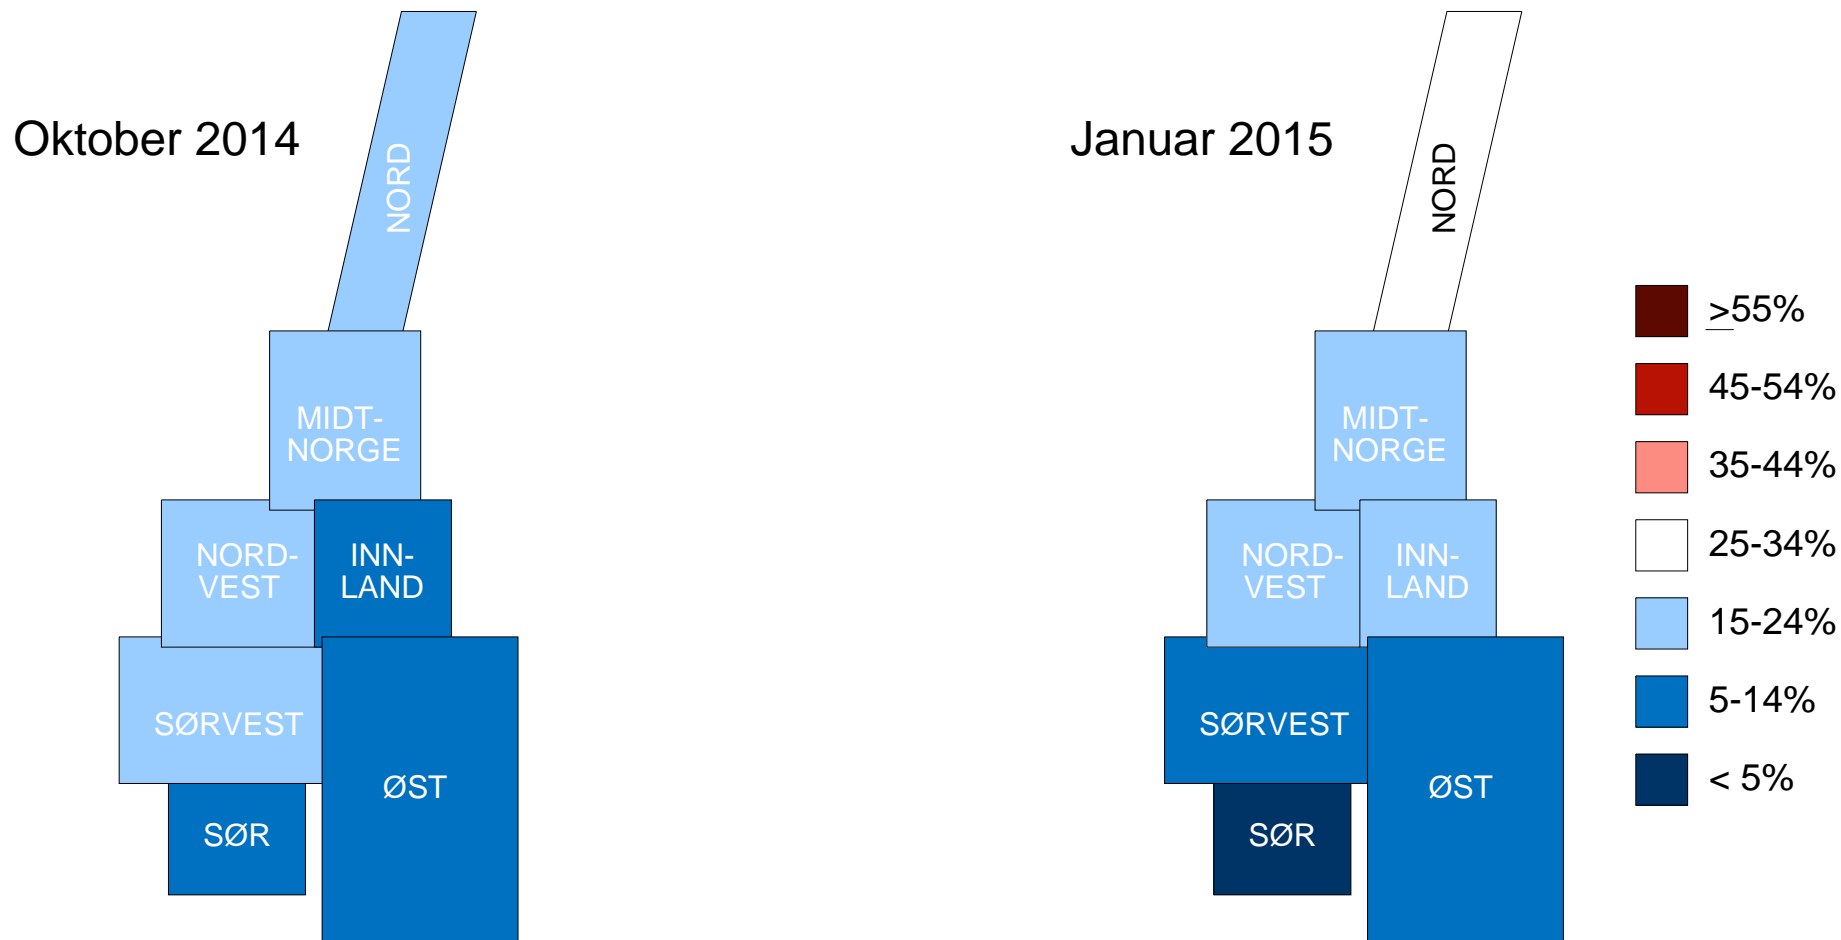 Oktober 2014
NORD
MIDT-
NORGE
NORD-
VEST
INN-
LAND
SØRVEST
ØST
SØR
Januar 2015
NORD
MIDT-
NORGE
NORD-
VEST
INN-
LAND
SØRVEST
ØST
SØR
>55%
45-54%
35-44%
25-34%
15-24%
5-14%
< 5%